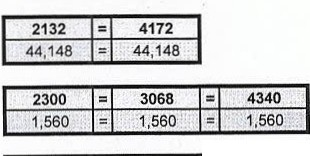 2132 = 4172
44,148 = 44,148
2300 = 3068 = 4340
1,560 = 1,560 = 1,560